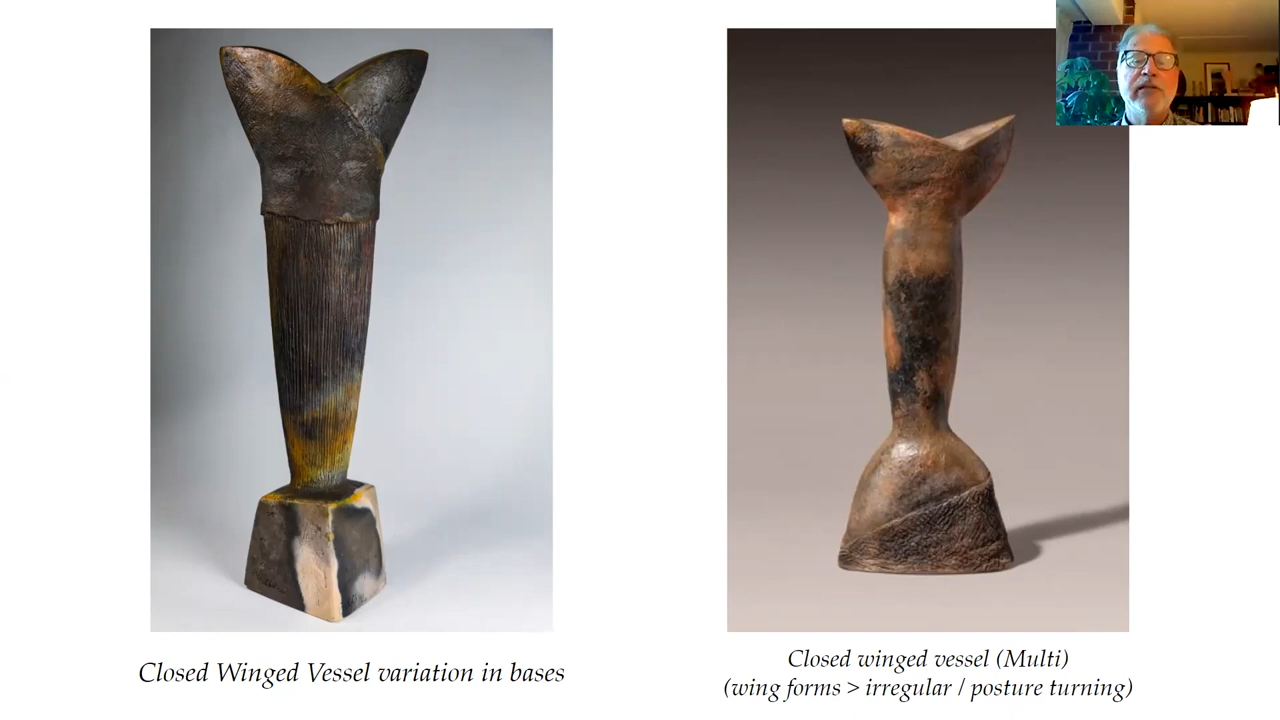 Closed Winged Vessel variation in bases
Closed winged vessel (Multi)
(wing forms > irregular / posture turning)